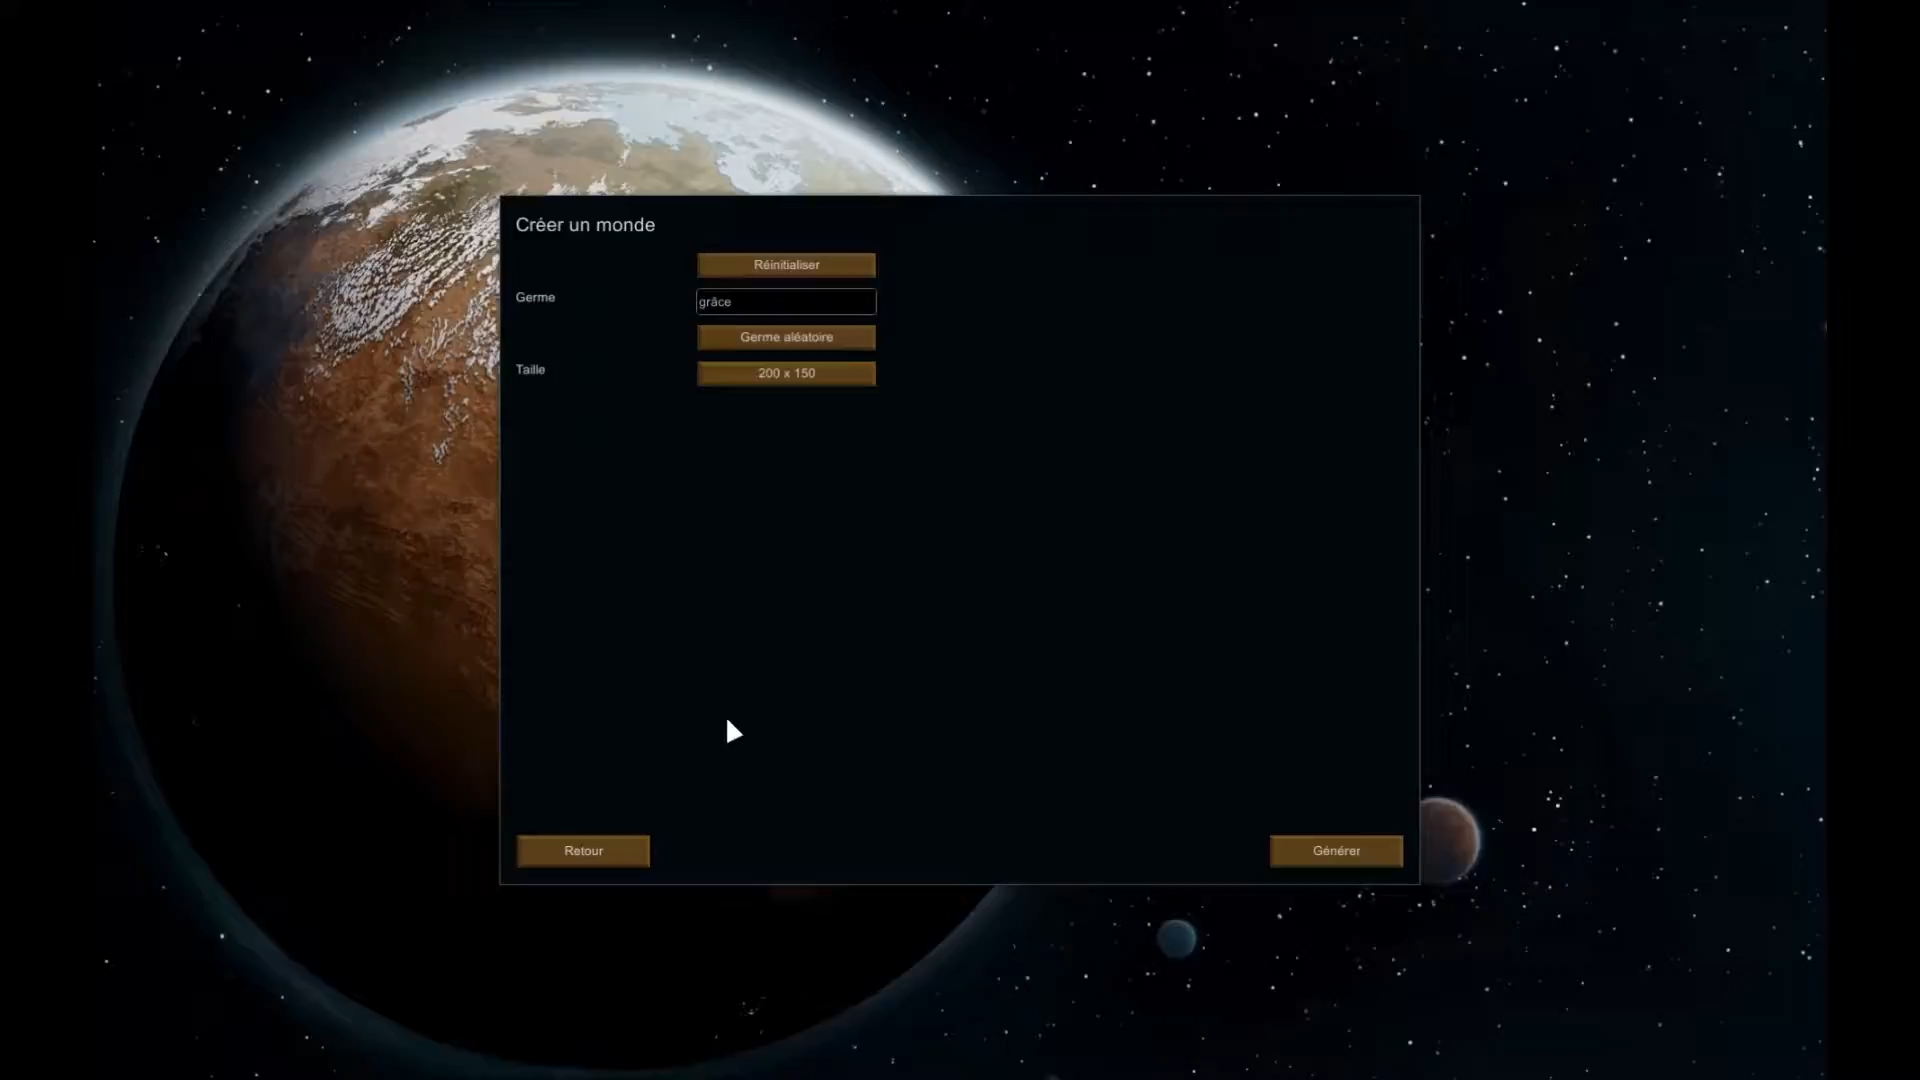 Créer un monde
Réinitialiser
Germe
grâce
Germe aléatoire
Taille
200 x 150
Retour
Générer